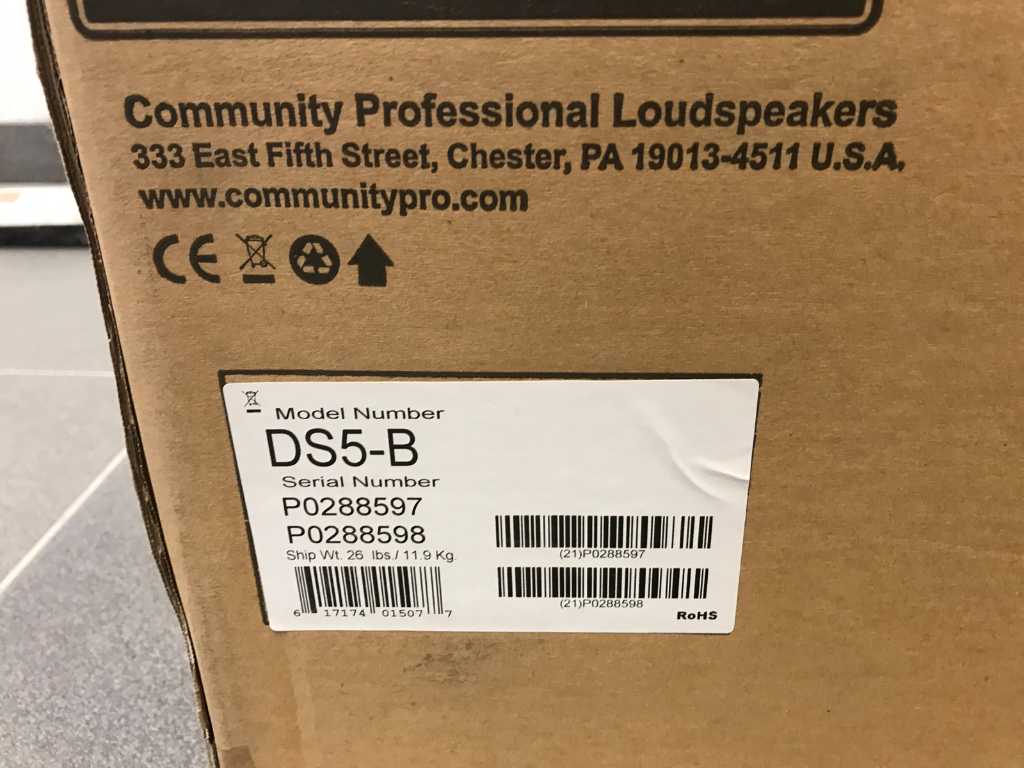 Community Professional Loudspeakers
333 East Fifth Street, Chester, PA 19013-4511 U.S.A.
www.communitypro.com
CE
Model Number
DS5-B
Serial Number
P0288597
P0288598
Ship Wt. 26 lbs./ 11.9 Kg.
6 17174 01507 7
(21)P0288597
(21)P0288598
RoHS